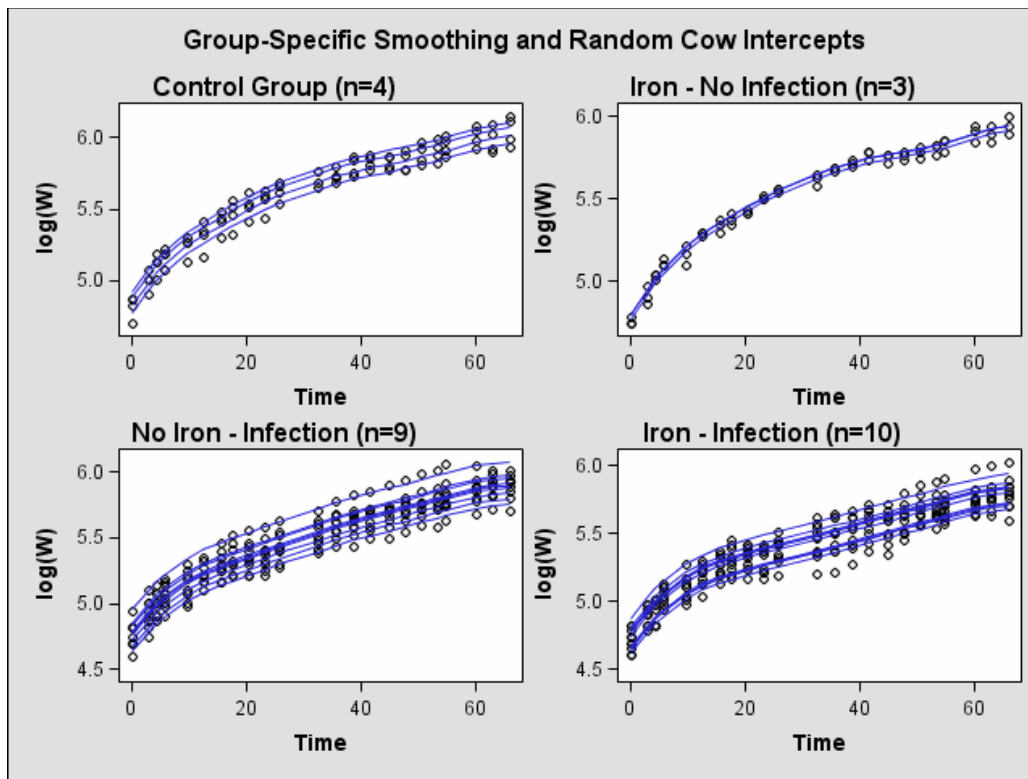 Group-Specific Smoothing and Random Cow Intercepts
Control Group (n=4)
log(W)
6.0
5.5
5.0
0 20 40 60
Time
Iron - No Infection (n=3)
log(W)
6.0
5.5
5.0
0 20 40 60
Time
No Iron - Infection (n=9)
log(W)
6.0
5.5
5.0
4.5
0 20 40 60
Time
Iron - Infection (n=10)
log(W)
6.0
5.5
5.0
4.5
0 20 40 60
Time